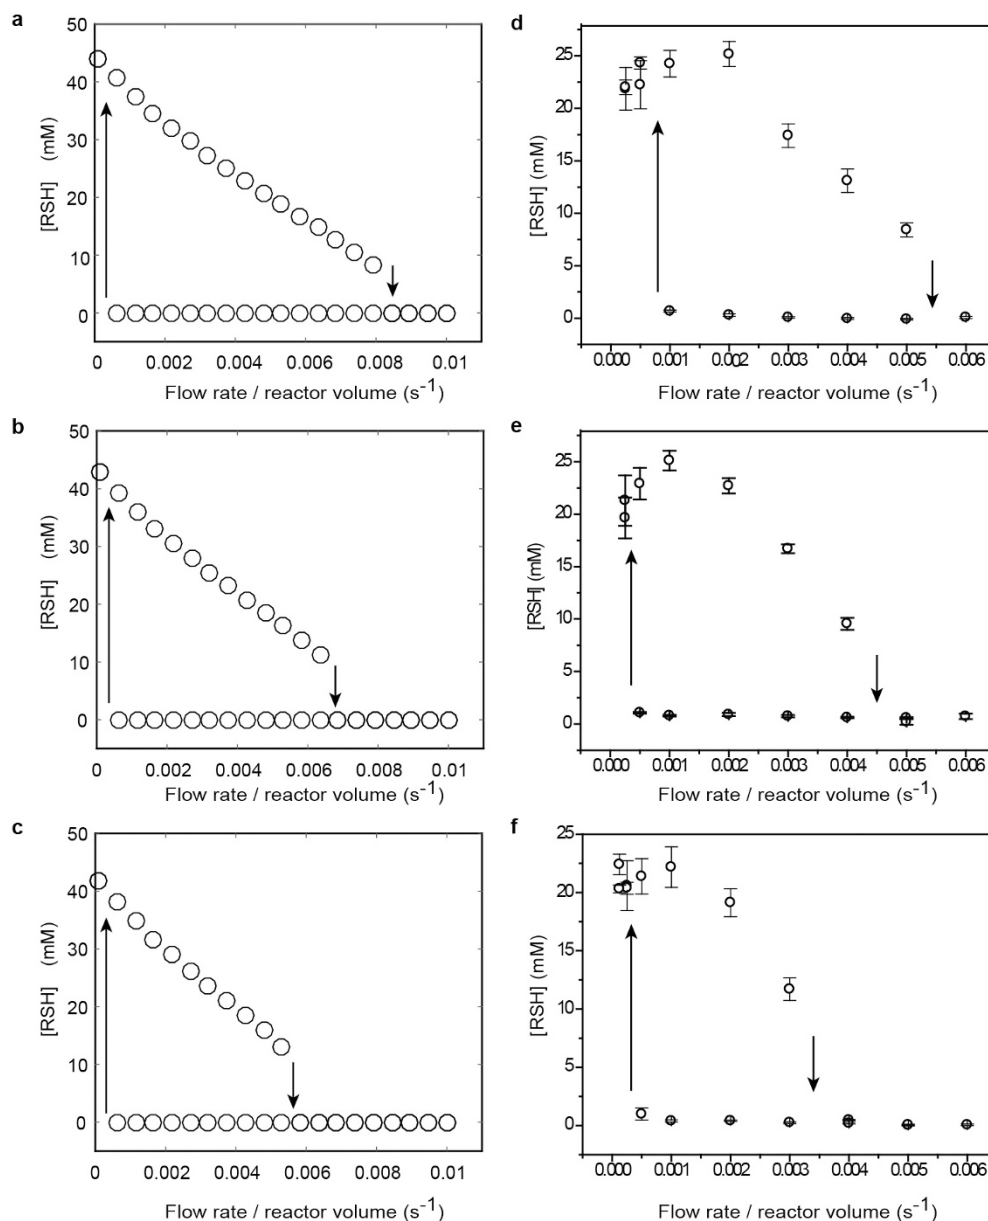 a
50
40
30
20
10
0
[RSH] (mM)
0 0.002 0.004 0.006 0.008 0.01
Flow rate / reactor volume (s-1)
d
25
20
15
10
5
0
[RSH] (mM)
0.000 0.001 0.002 0.003 0.004 0.005 0.006
Flow rate / reactor volume (s-1)
b
50
40
30
20
10
0
[RSH] (mM)
0 0.002 0.004 0.006 0.008 0.01
Flow rate / reactor volume (s-1)
e
25
20
15
10
5
0
[RSH] (mM)
0.000 0.001 0.002 0.003 0.004 0.005 0.006
Flow rate / reactor volume (s-1)
c
50
40
30
20
10
0
[RSH] (mM)
0 0.002 0.004 0.006 0.008 0.01
Flow rate / reactor volume (s-1)
f
25
20
15
10
5
0
[RSH] (mM)
0.000 0.001 0.002 0.003 0.004 0.005 0.006
Flow rate / reactor volume (s-1)